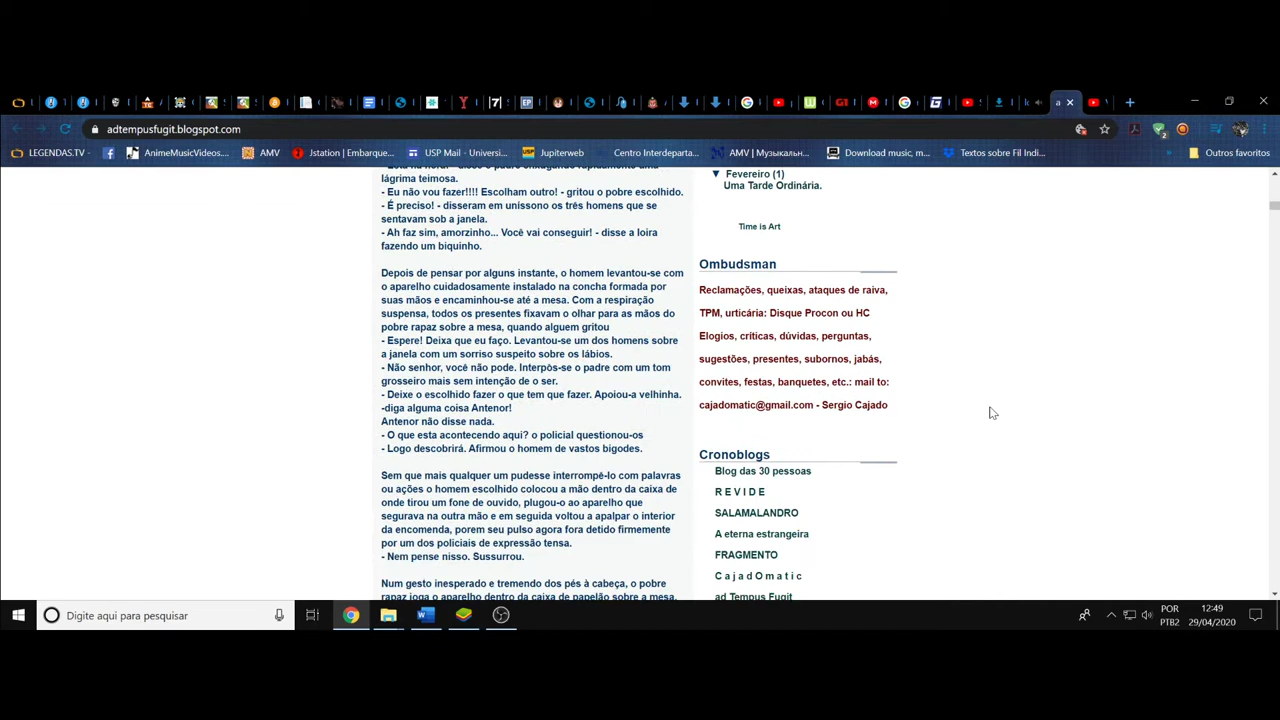 adtempusfugit.blogspot.com
LEGENDAS.TV
AnimeMusicVideos...
AMV
Jstation | Embarque...
USP Mail - Universi...
Jupiterweb
Centro Interdeparta...
AMV | Музыкальн...
Download music, m...
Textos sobre Fil Indi...
Outros favoritos
lágrima teimosa.
- Eu não vou fazer!!!! Escolham outro! - gritou o pobre escolhido.
- É preciso! - disseram em uníssono os três homens que se
sentavam sob a janela.
- Ah faz sim, amorzinho... Você vai conseguir! - disse a loira
fazendo um biquinho.
Depois de pensar por alguns instante, o homem levantou-se com
o aparelho cuidadosamente instalado na concha formada por
suas mãos e encaminhou-se até a mesa. Com a respiração
suspensa, todos os presentes fixavam o olhar para as mãos do
pobre rapaz sobre a mesa, quando alguem gritou
- Espere! Deixa que eu faço. Levantou-se um dos homens sobre
a janela com um sorriso suspeito sobre os lábios.
- Não senhor, você não pode. Interpôs-se o padre com um tom
grosseiro mais sem intenção de o ser.
- Deixe o escolhido fazer o que tem que fazer. Apoiou-a velhinha.
-diga alguma coisa Antenor!
Antenor não disse nada.
- O que esta acontecendo aqui? o policial questionou-os
- Logo descobrirá. Afirmou o homem de vastos bigodes.
Sem que mais qualquer um pudesse interrompê-lo com palavras
ou ações o homem escolhido colocou a mão dentro da caixa de
onde tirou um fone de ouvido, plugou-o ao aparelho que
segurava na outra mão e em seguida voltou a apalpar o interior
da encomenda, porem seu pulso agora fora detido firmemente
por um dos policiais de expressão tensa.
- Nem pense nisso. Sussurrou.
Num gesto inesperado e tremendo dos pés à cabeça, o pobre
rapaz joga o aparelho dentro da caixa de papelão sobre a mesa.
▼ Fevereiro (1)
Uma Tarde Ordinária.
Time is Art
Ombudsman
Reclamações, queixas, ataques de raiva,
TPM, urticária: Disque Procon ou HC
Elogios, críticas, dúvidas, perguntas,
sugestões, presentes, subornos, jabás,
convites, festas, banquetes, etc.: mail to:
cajadomatic@gmail.com - Sergio Cajado
Cronoblogs
Blog das 30 pessoas
R E V I D E
SALAMALANDRO
A eterna estrangeira
FRAGMENTO
C a j a d O m a t i c
ad Tempus Fugit
Digite aqui para pesquisar
POR
PTB2
12:49
29/04/2020